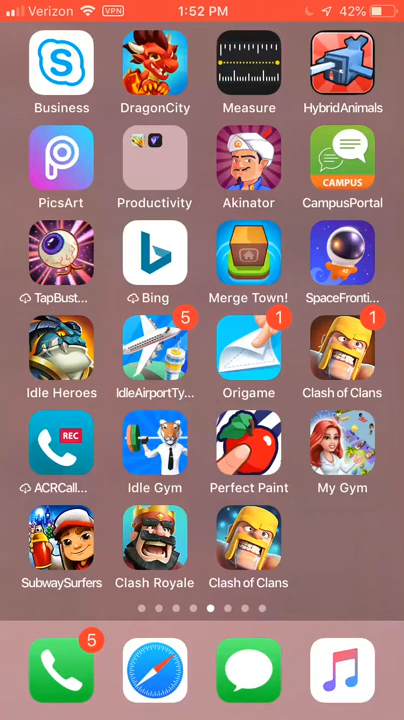 Verizon VPN 1:52 PM 42%
Business DragonCity Measure HybridAnimals
PicsArt Productivity Akinator CampusPortal
CAMPUS
TapBust... Bing Merge Town! SpaceFronti...
5 1 1
Idle Heroes IdleAirportTy... Origame Clash of Clans
REC
ACRCall... Idle Gym Perfect Paint My Gym
SubwaySurfers Clash Royale Clash of Clans
5